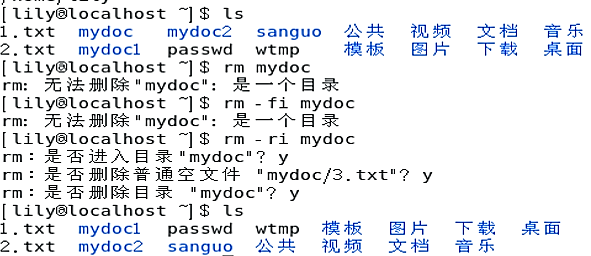 [lily@localhost ~]$ ls
1.txt mydoc mydoc2 sanguo 公共 视频 文档 音乐
2.txt mydoc1 passwd wtmp 模板 图片 下载 桌面
[lily@localhost ~]$ rm mydoc
rm: 无法删除"mydoc": 是一个目录
[lily@localhost ~]$ rm -fi mydoc
rm: 无法删除"mydoc": 是一个目录
[lily@localhost ~]$ rm -ri mydoc
rm：是否进入目录"mydoc"? y
rm：是否删除普通空文件 "mydoc/3.txt"? y
rm：是否删除目录 "mydoc"? y
[lily@localhost ~]$ ls
1.txt mydoc1 passwd wtmp 模板 图片 下载 桌面
2.txt mydoc2 sanguo 公共 视频 文档 音乐